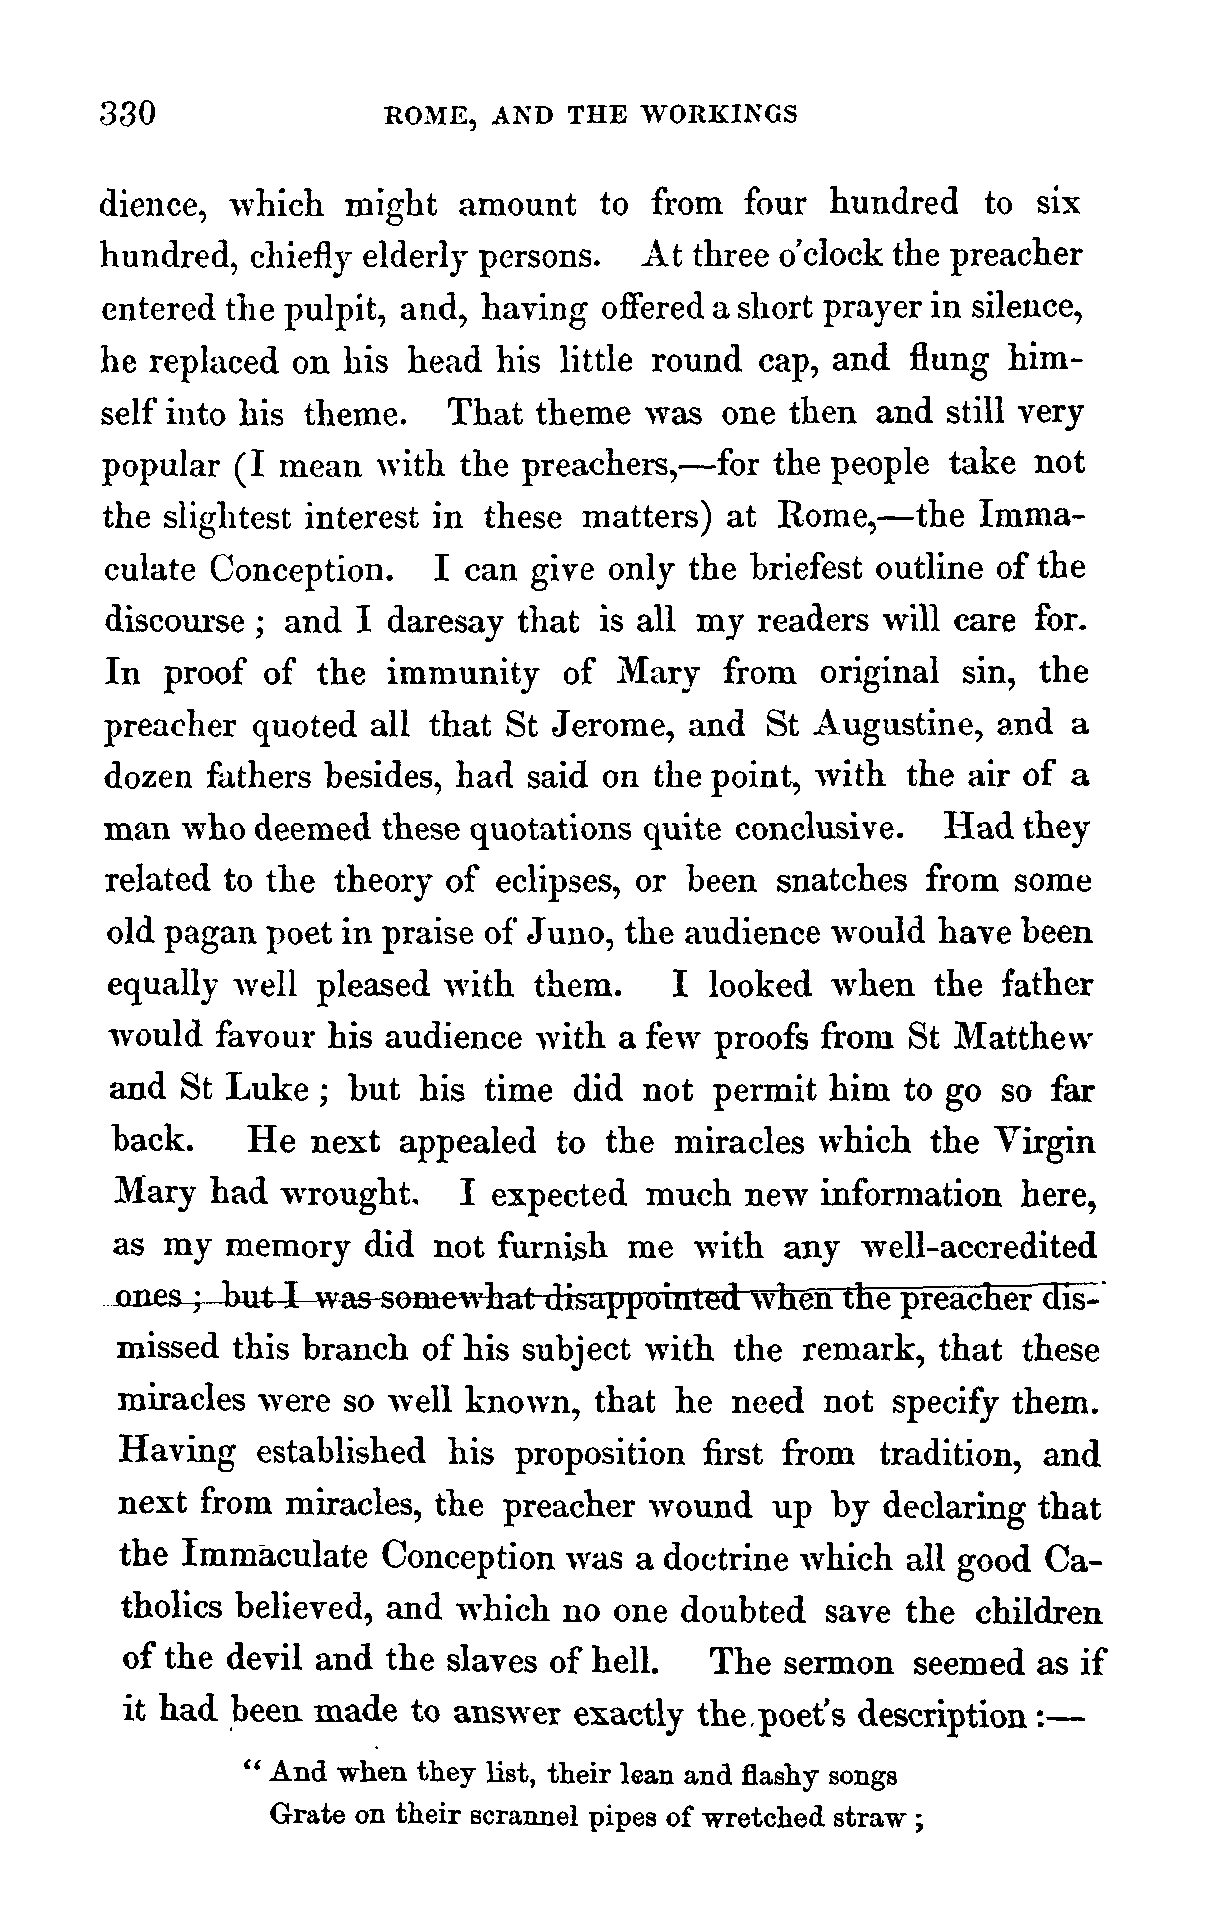 330 ROME, AND THE WORKINGS
dience, which might amount to from four hundred to six
hundred, chiefly elderly persons. At three o'clock the preacher
entered the pulpit, and, having offered a short prayer in silence,
he replaced on his head his little round cap, and flung him-
self into his theme. That theme was one then and still very
popular (I mean with the preachers,—for the people take not
the slightest interest in these matters) at Rome,—the Imma-
culate Conception. I can give only the briefest outline of the
discourse ; and I daresay that is all my readers will care for.
In proof of the immunity of Mary from original sin, the
preacher quoted all that St Jerome, and St Augustine, and a
dozen fathers besides, had said on the point, with the air of a
man who deemed these quotations quite conclusive. Had they
related to the theory of eclipses, or been snatches from some
old pagan poet in praise of Juno, the audience would have been
equally well pleased with them. I looked when the father
would favour his audience with a few proofs from St Matthew
and St Luke ; but his time did not permit him to go so far
back. He next appealed to the miracles which the Virgin
Mary had wrought. I expected much new information here,
as my memory did not furnish me with any well-accredited
ones ; but I was somewhat disappointed when the preacher dis-
missed this branch of his subject with the remark, that these
miracles were so well known, that he need not specify them.
Having established his proposition first from tradition, and
next from miracles, the preacher wound up by declaring that
the Immaculate Conception was a doctrine which all good Ca-
tholics believed, and which no one doubted save the children
of the devil and the slaves of hell. The sermon seemed as if
it had been made to answer exactly the poet's description :—
“ And when they list, their lean and flashy songs
Grate on their scrannel pipes of wretched straw ;